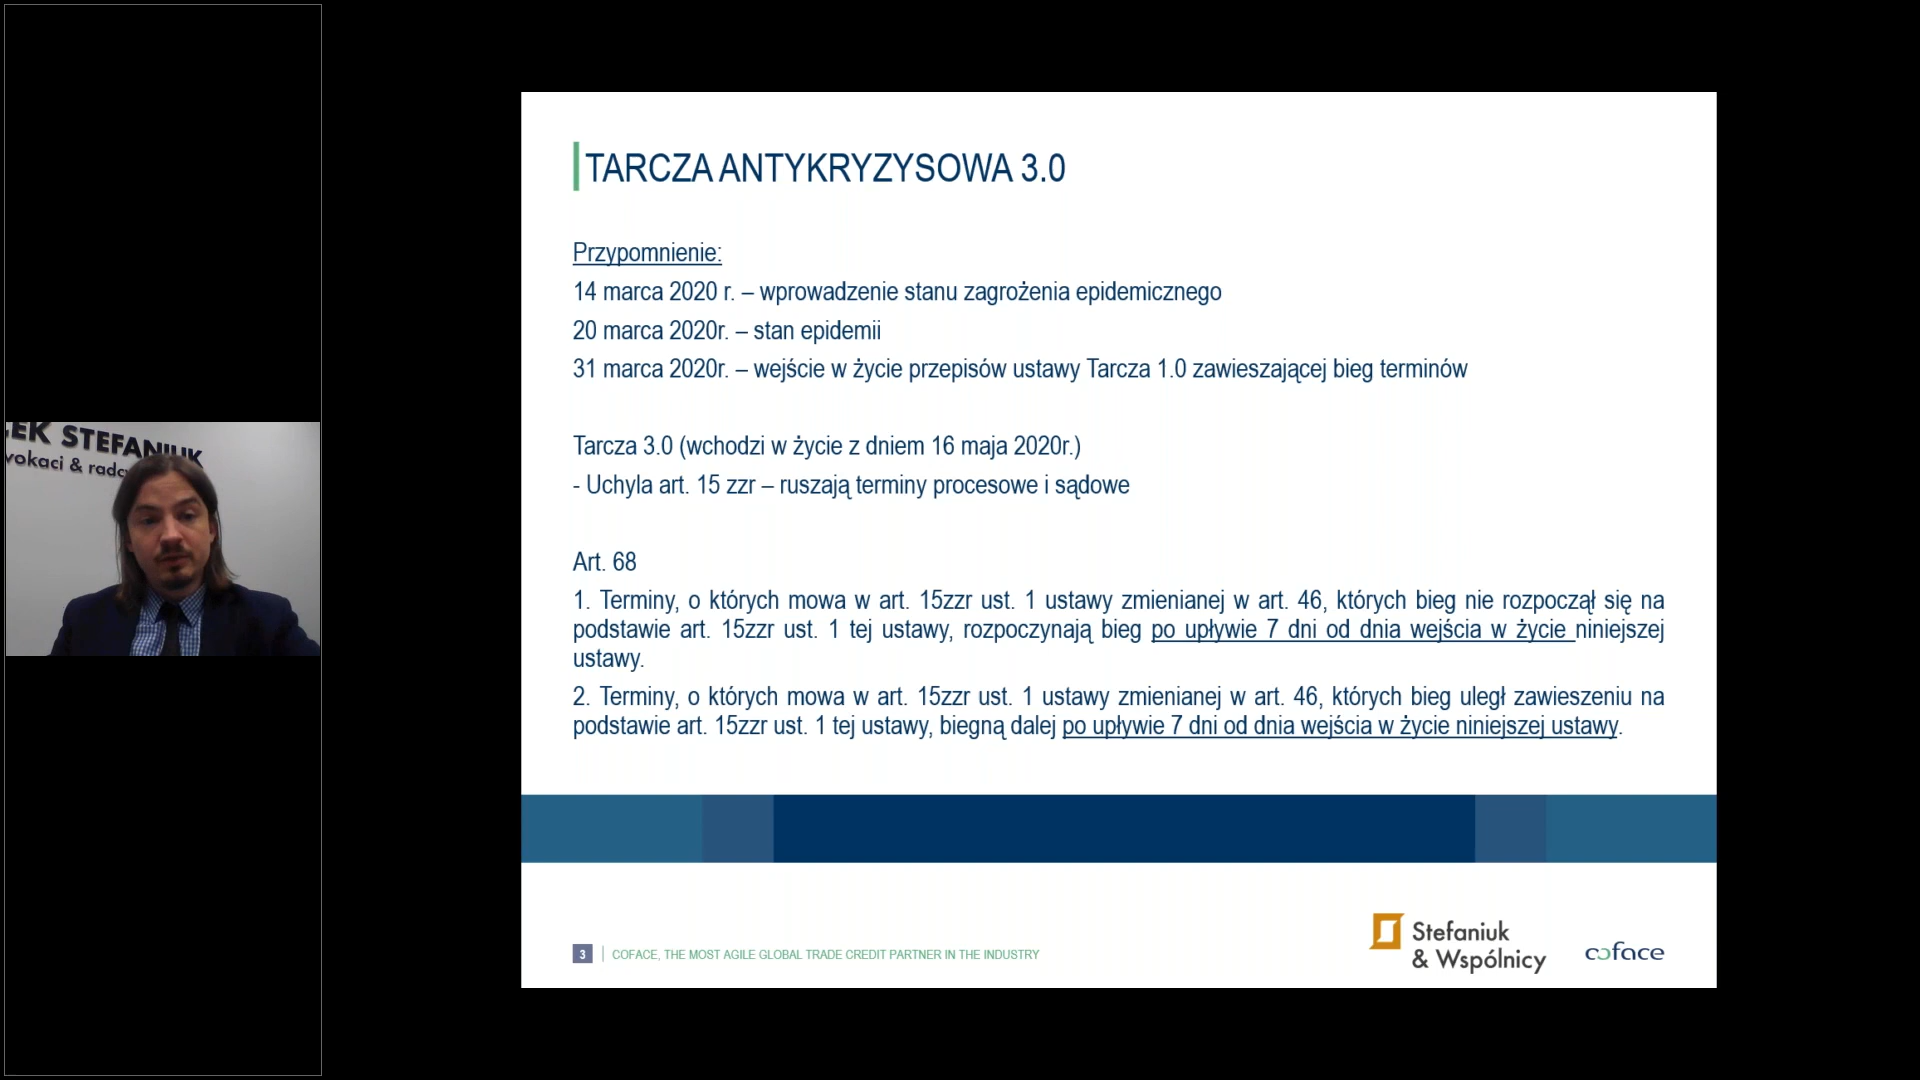 EK STEFANIUK
wokaci & radc
TARCZA ANTYKRYZYSOWA 3.0
Przypomnienie:
14 marca 2020 r. – wprowadzenie stanu zagrożenia epidemicznego
20 marca 2020r. – stan epidemii
31 marca 2020r. – wejście w życie przepisów ustawy Tarcza 1.0 zawieszającej bieg terminów
Tarcza 3.0 (wchodzi w życie z dniem 16 maja 2020r.)
- Uchyla art. 15 zzr – ruszają terminy procesowe i sądowe
Art. 68
1. Terminy, o których mowa w art. 15zzr ust. 1 ustawy zmienianej w art. 46, których bieg nie rozpoczął się na
podstawie art. 15zzr ust. 1 tej ustawy, rozpoczynają bieg po upływie 7 dni od dnia wejścia w życie niniejszej
ustawy.
2. Terminy, o których mowa w art. 15zzr ust. 1 ustawy zmienianej w art. 46, których bieg uległ zawieszeniu na
podstawie art. 15zzr ust. 1 tej ustawy, biegną dalej po upływie 7 dni od dnia wejścia w życie niniejszej ustawy.
3 COFACE, THE MOST AGILE GLOBAL TRADE CREDIT PARTNER IN THE INDUSTRY
Stefaniuk
& Wspólnicy
coface